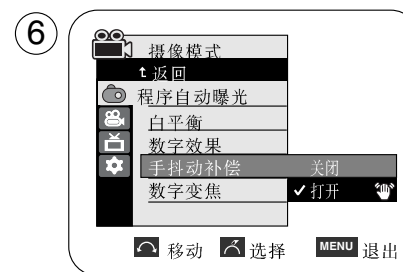 6
摄像模式
返回
程序自动曝光
白平衡
数字效果
手抖动补偿 关闭
数字变焦 打开
移动 选择 MENU 退出